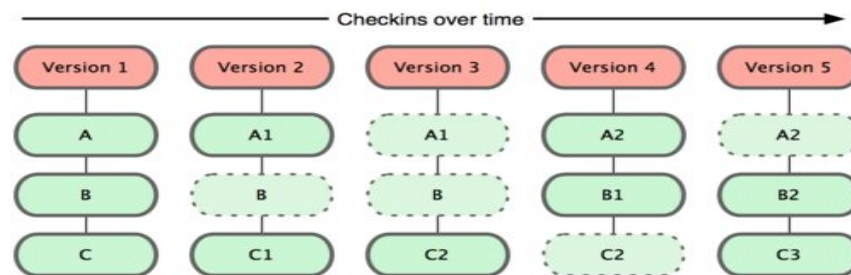 Checkins over time
Version 1 Version 2 Version 3 Version 4 Version 5
A A1 A1 A2 A2
B B B B1 B2
C C1 C2 C2 C3